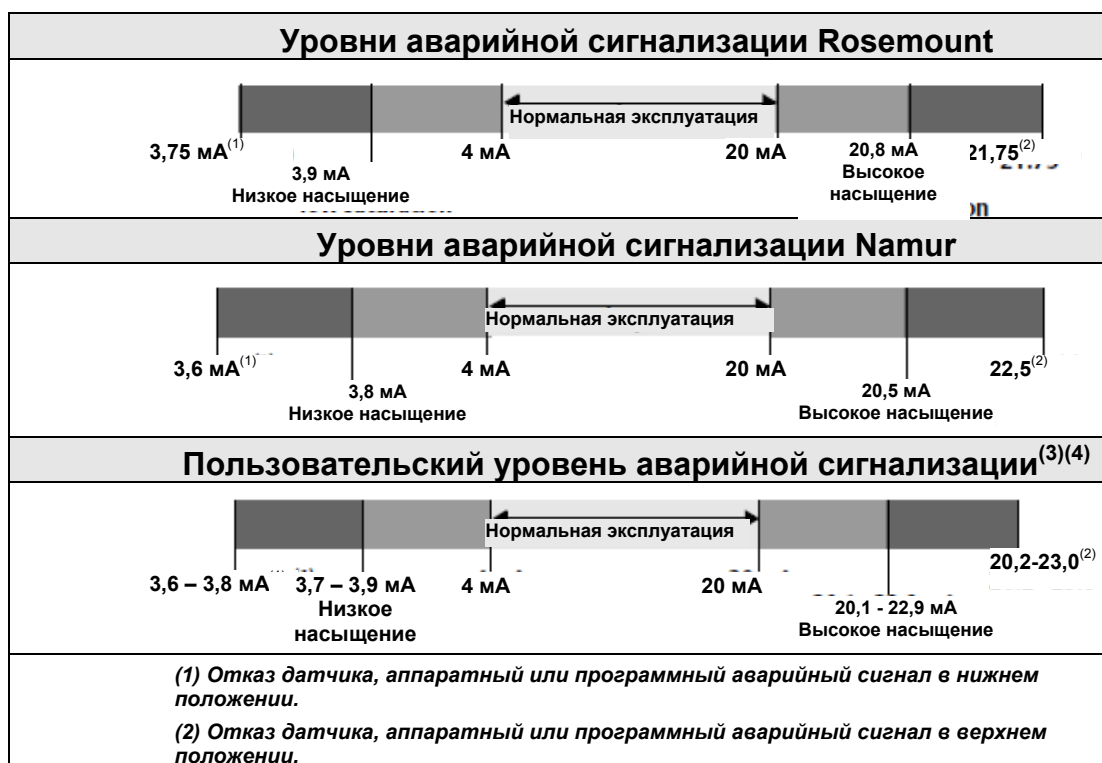 Уровни аварийной сигнализации Rosemount
Нормальная эксплуатация
3,75 мА(1)
4 мА
20 мА
20,8 мА
21,75(2)
3,9 мА
Низкое насыщение
Высокое
насыщение
Уровни аварийной сигнализации Namur
Нормальная эксплуатация
3,6 мА(1)
4 мА
20 мА
22,5(2)
3,8 мА
Низкое насыщение
20,5 мА
Высокое насыщение
Пользовательский уровень аварийной сигнализации(3)(4)
Нормальная эксплуатация
20,2-23,0(2)
3,6 – 3,8 мА
3,7 – 3,9 мА
Низкое
насыщение
4 мА
20 мА
20,1 - 22,9 мА
Высокое насыщение
(1) Отказ датчика, аппаратный или программный аварийный сигнал в нижнем
положении.
(2) Отказ датчика, аппаратный или программный аварийный сигнал в верхнем
положении.